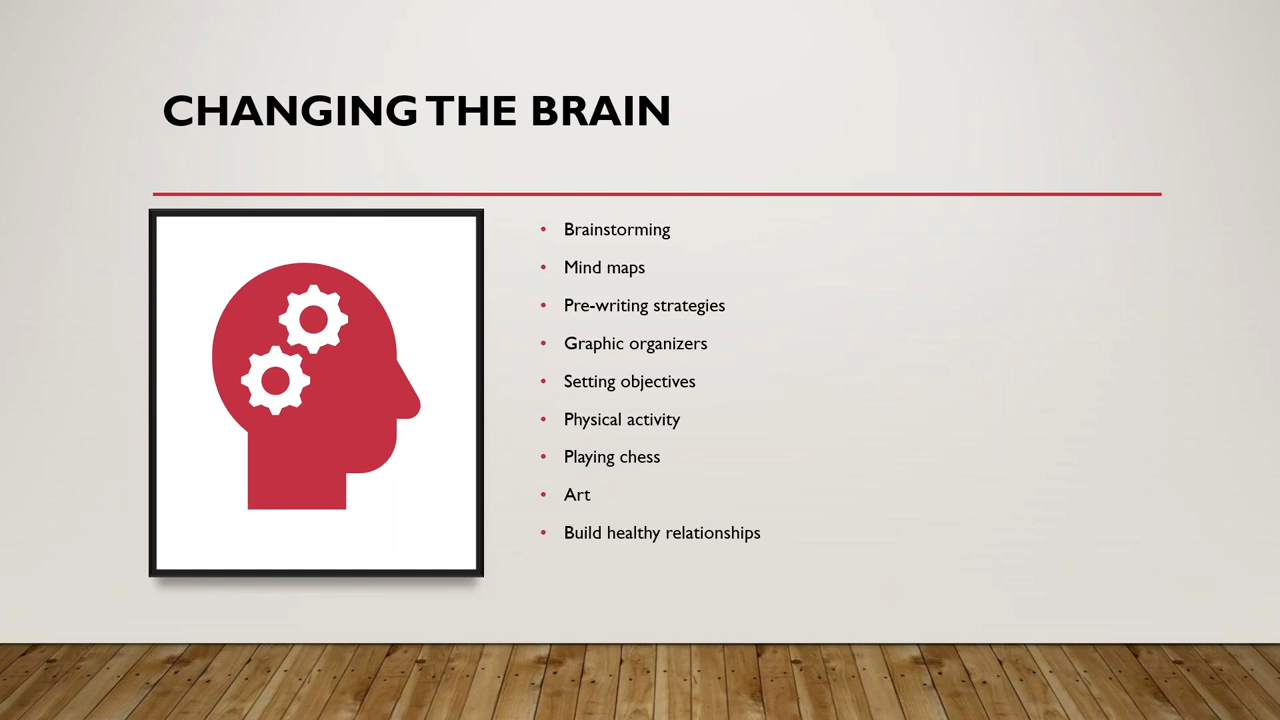 CHANGING THE BRAIN
• Brainstorming
• Mind maps
• Pre-writing strategies
• Graphic organizers
• Setting objectives
• Physical activity
• Playing chess
• Art
• Build healthy relationships